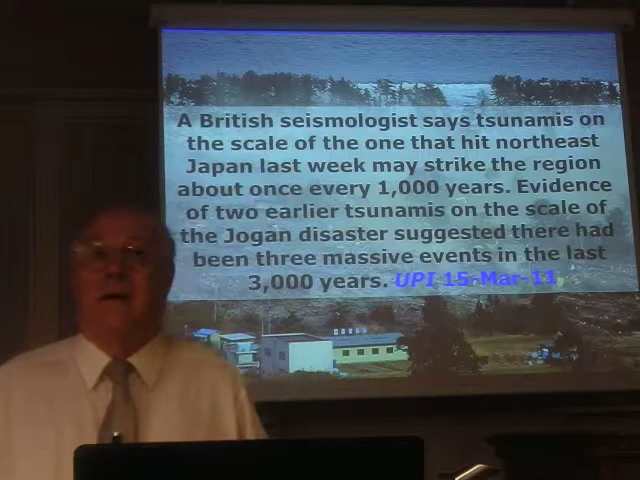 A British seismologist says tsunamis on
the scale of the one that hit northeast
Japan last week may strike the region
about once every 1,000 years. Evidence
of two earlier tsunamis on the scale of
the Jogan disaster suggested there had
been three massive events in the last
3,000 years. UPI 15-Mar-11